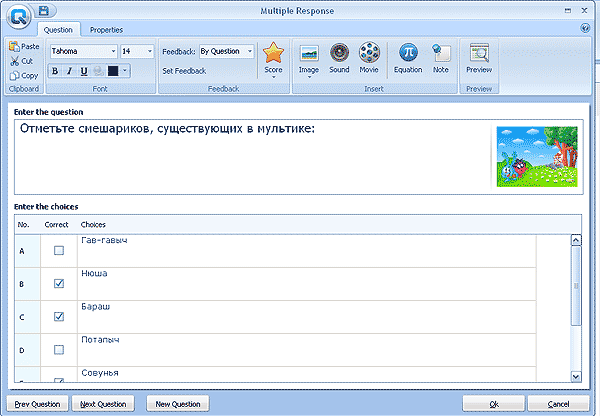 Multiple Response
Question Properties
Paste Tahoma 14 Feedback: By Question
Cut
Copy B I U Set Feedback Score Image Sound Movie Equation Note Preview
Clipboard Font Feedback Insert Preview
Enter the question
Отметьте смешариков, существующих в мультике:
Enter the choices
No. Correct Choices
A Гав-гавыч
B Нюша
C Бараш
D Потапыч
Совунья
Prev Question Next Question New Question Ok Cancel